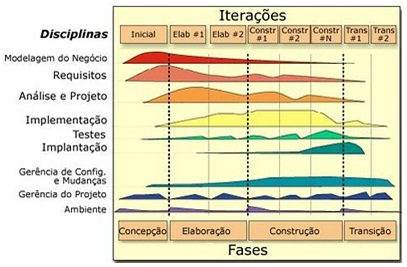 Iterações
Disciplinas
Inicial
Elab #1
Elab #2
Constr #1
Constr #2
Constr #N
Trans #1
Trans #2
Modelagem do Negócio
Requisitos
Análise e Projeto
Implementação
Testes
Implantação
Gerência de Config.
e Mudanças
Gerência do Projeto
Ambiente
Concepção
Elaboração
Construção
Transição
Fases